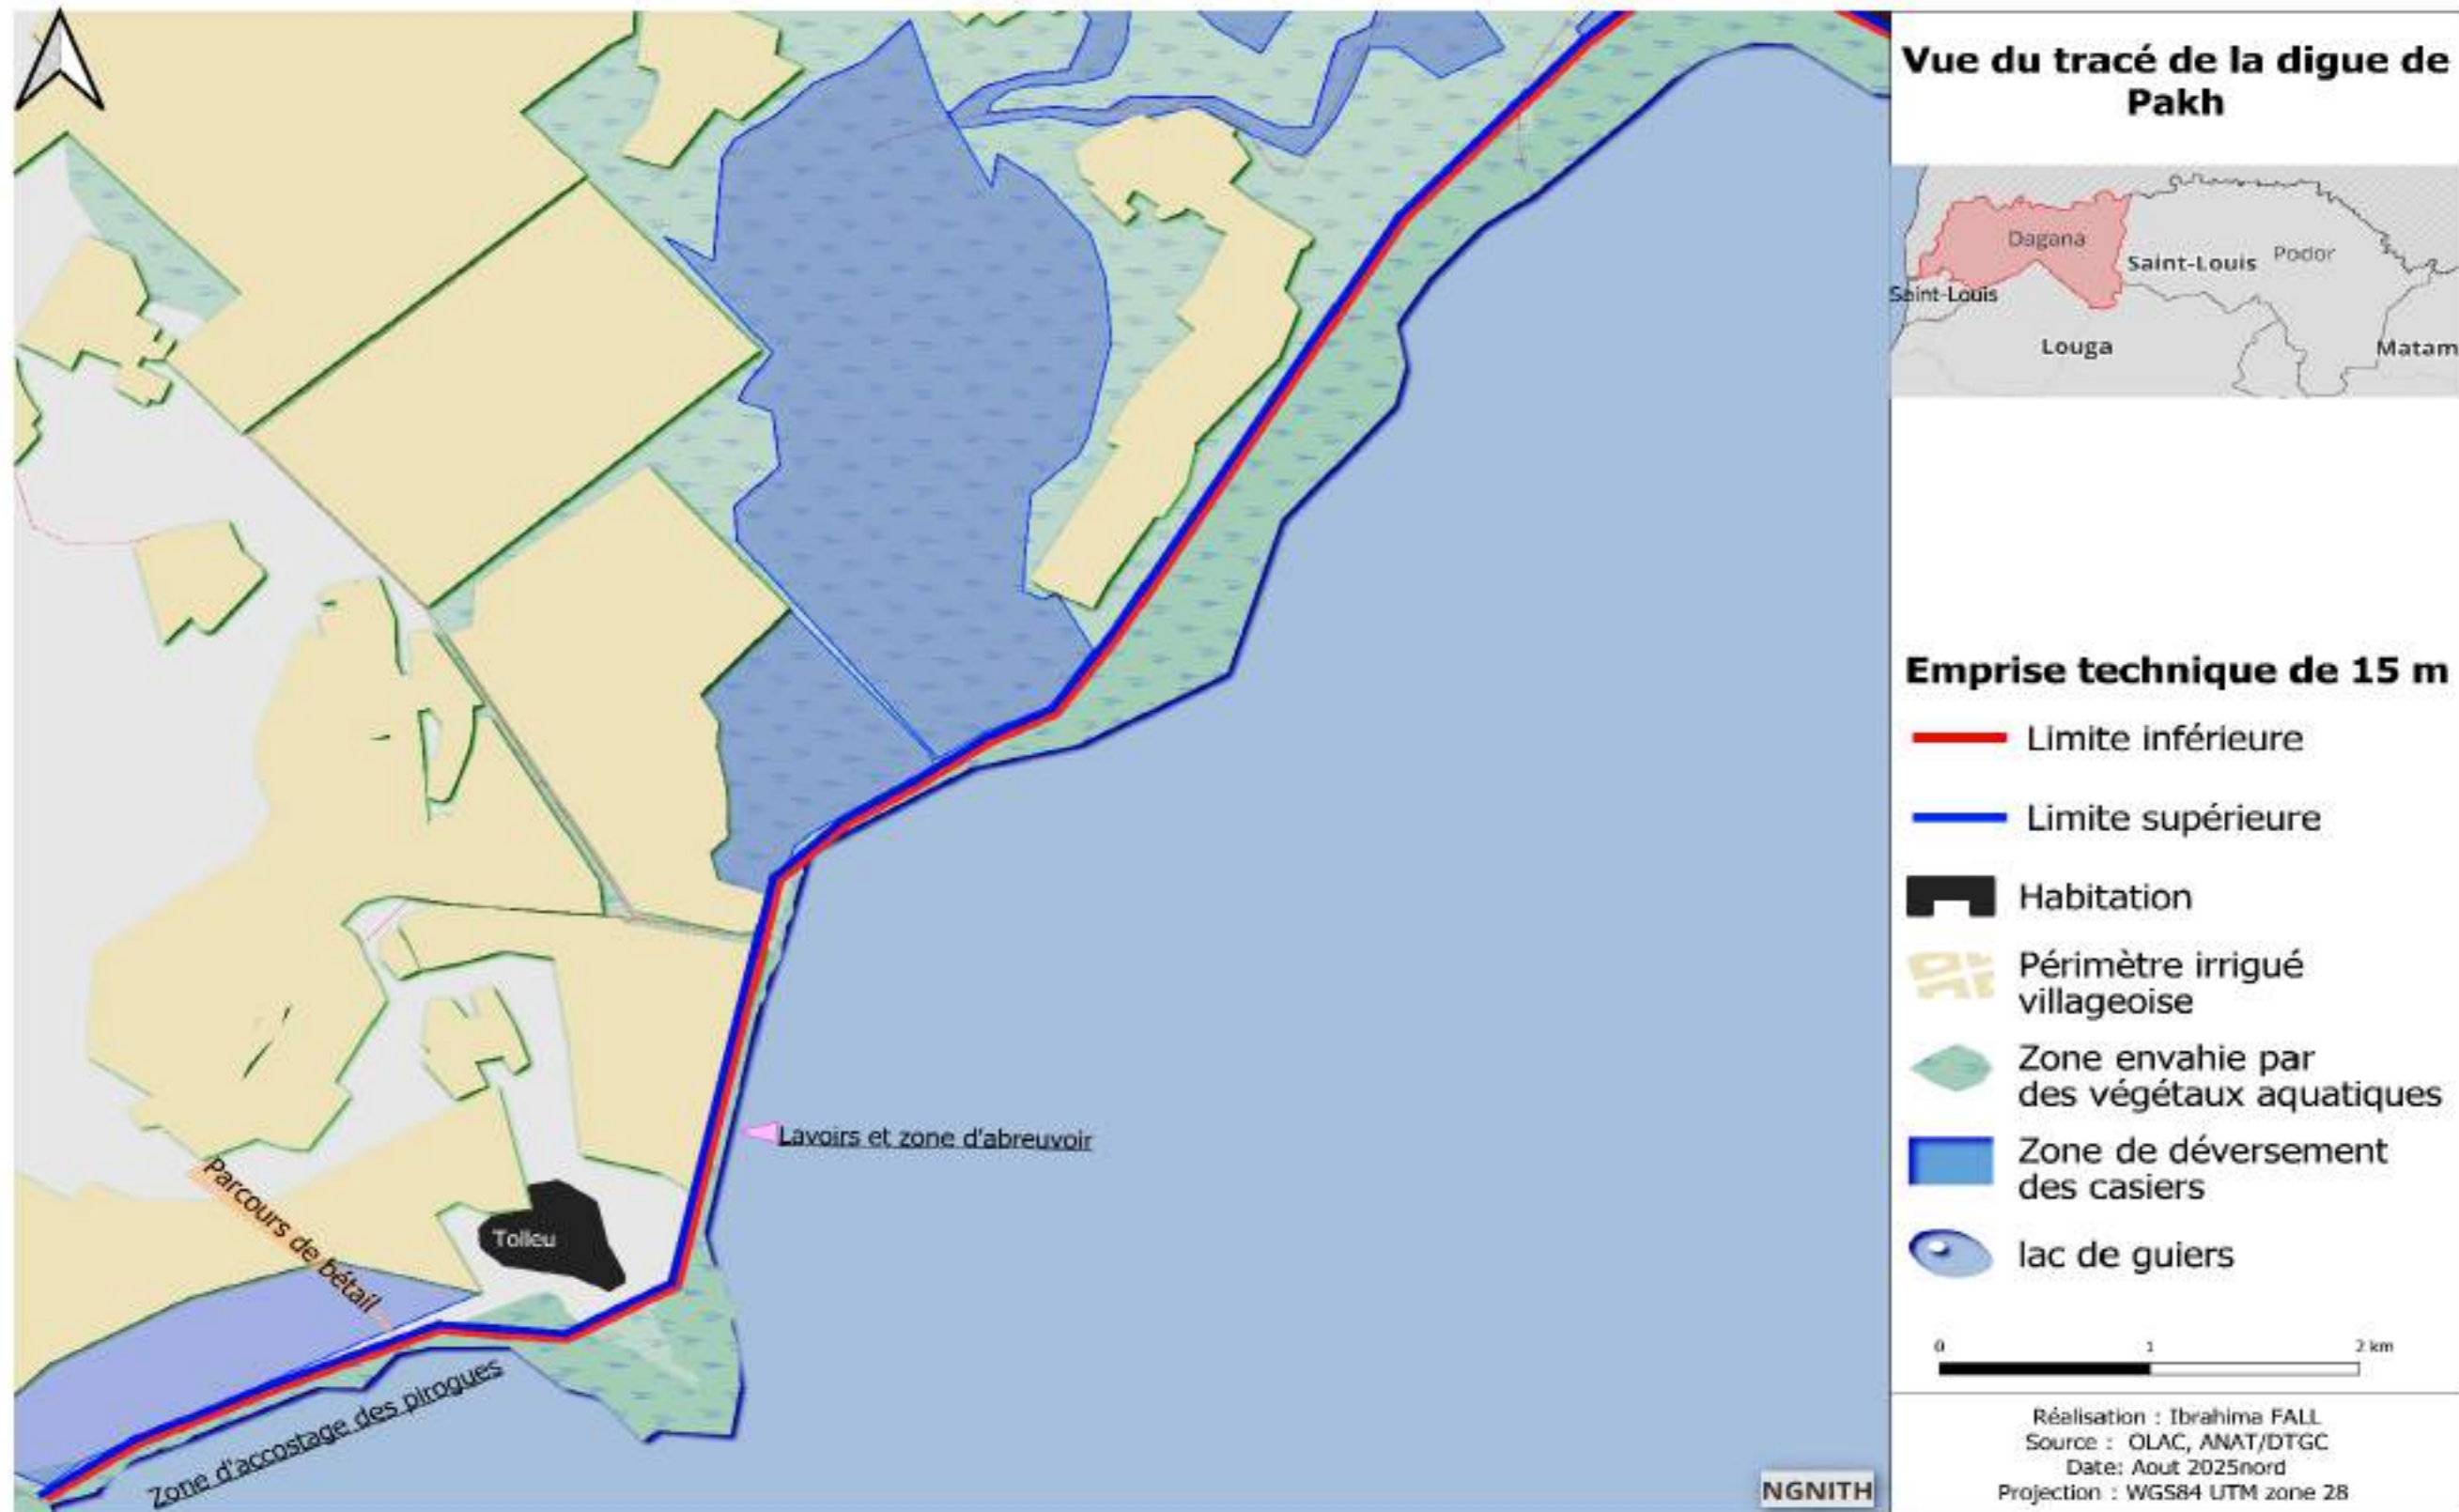 Vue du tracé de la digue de
Pakh
Dagana
Saint-Louis
Podor
Saint-Louis
Louga
Matam
Emprise technique de 15 m
Limite inférieure
Limite supérieure
Habitation
Périmètre irrigué
villageoise
Zone envahie par
des végétaux aquatiques
Zone de déversement
des casiers
lac de guiers
0 1 2 km
Réalisation : Ibrahima FALL
Source : OLAC, ANAT/DTGC
Date: Aout 2025nord
Projection : WGS84 UTM zone 28
Lavoirs et zone d'abreuvoir
Parcours de bétail
Tolleu
Zone d'accostage des pirogues
NGNITH